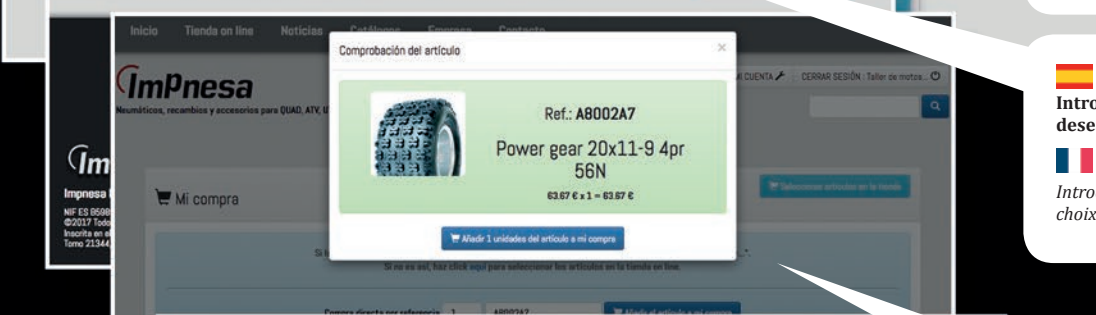 Inicio Tienda on line Noticias Catálogos Empresa Contacto
Comprobación del artículo ×
MI CUENTA CERRAR SESIÓN : Taller de motos...
ImPnesa
Neumáticos, recambios y accesorios para QUAD, ATV,
Ref.: A8002A7
Power gear 20x11-9 4pr
56N
63.67 € x 1 = 63.67 €
Mi compra
Seleccionar artículos en la tienda
Añadir 1 unidades del artículo a mi compra
Si no es así, haz click aquí para seleccionar los artículos en la tienda on line.
Compra directa por referencia 1 A8002A7 Añadir el artículo a mi compra
Im
Impnesa
NIF ES B598
©2017 Todo
Inscrita en el
Tomo 21344,
Intro
dese
Introd
choix